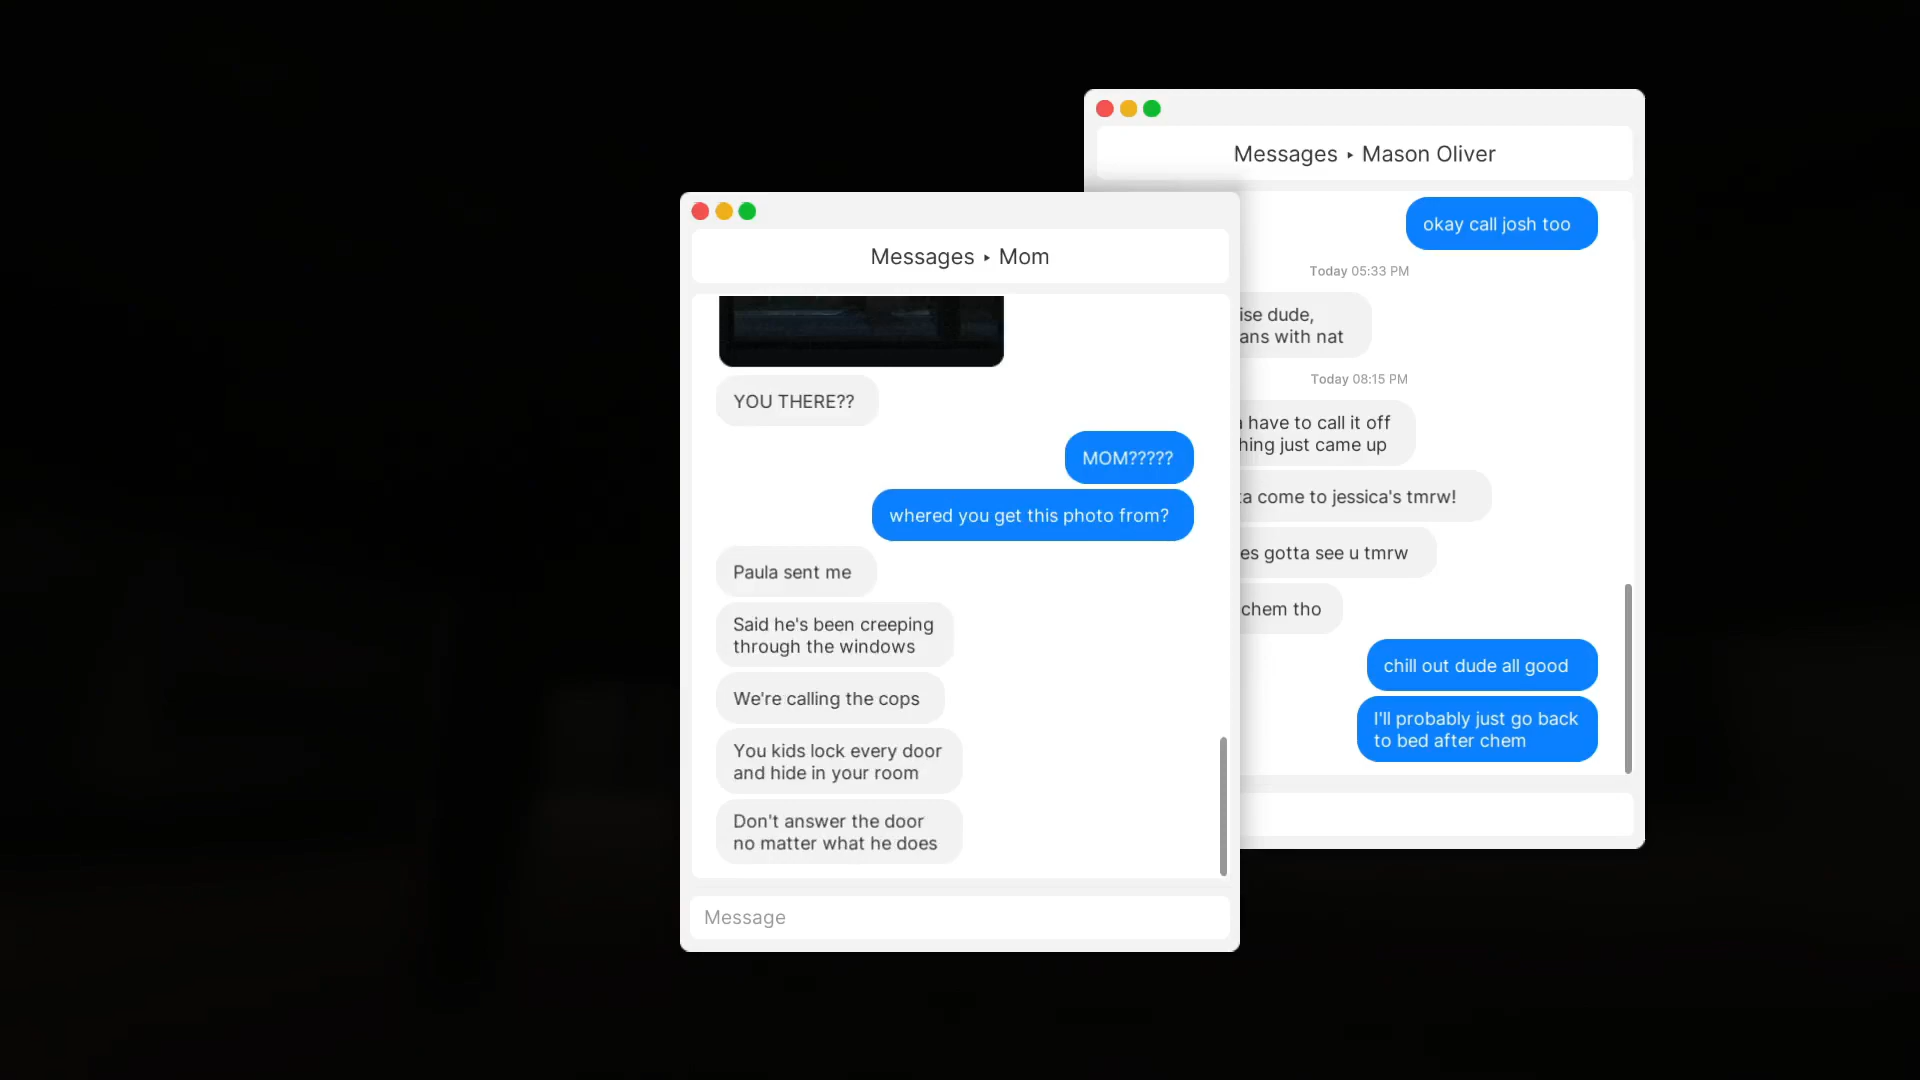 Messages ▸ Mason Oliver
okay call josh too
Today 05:33 PM
dude,
with nat
Today 08:15 PM
have to call it off
just came up
come to jessica's tmrw!
gotta see u tmrw
chem tho
chill out dude all good
I'll probably just go back
to bed after chem
Messages ▸ Mom
YOU THERE??
MOM?????
whered you get this photo from?
Paula sent me
Said he's been creeping
through the windows
We're calling the cops
You kids lock every door
and hide in your room
Don't answer the door
no matter what he does
Message